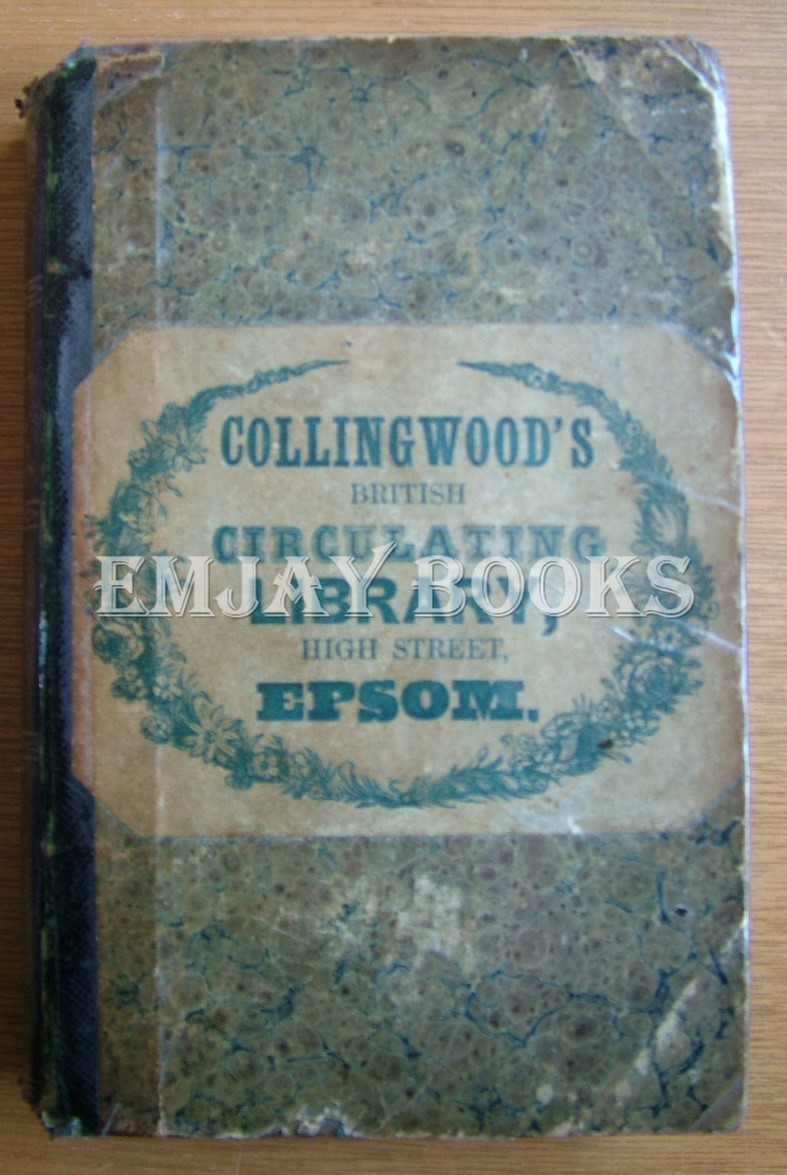 COLLINGWOOD'S
BRITISH
CIRCULATING
EMJAY BOOKS
LIBRARY,
HIGH STREET,
EPSOM.